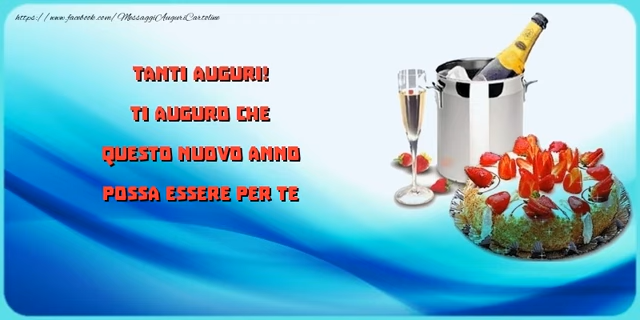 https://www.facebook.com/MessaggiAuguriCartoline
TANTI AUGURI!
TI AUGURO CHE
QUESTO NUOVO ANNO
POSSA ESSERE PER TE